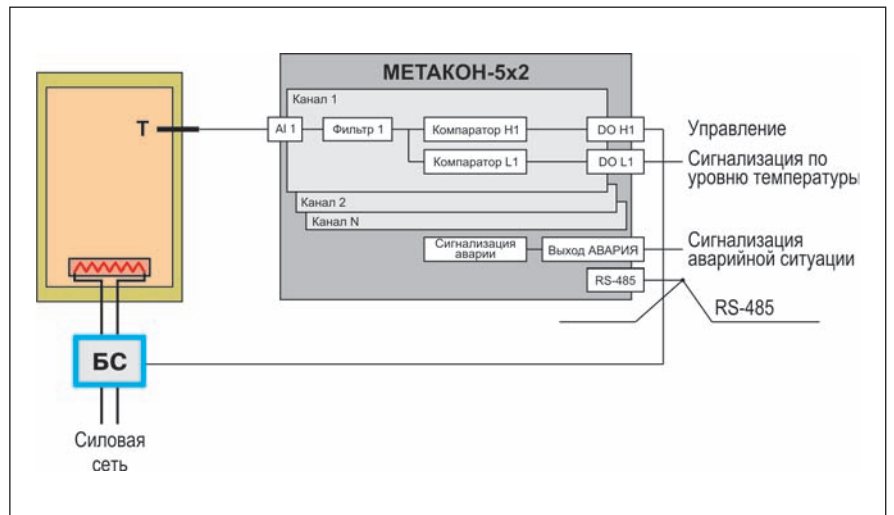 МЕТАКОН-5х2
Канал 1
Т
AI 1
Фильтр 1
Компаратор H1
DO H1
Управление
Компаратор L1
DO L1
Сигнализация по
уровню температуры
Канал 2
Канал N
Сигнализация
аварии
Выход АВАРИЯ
Сигнализация
аварийной ситуации
RS-485
RS-485
БС
Силовая
сеть